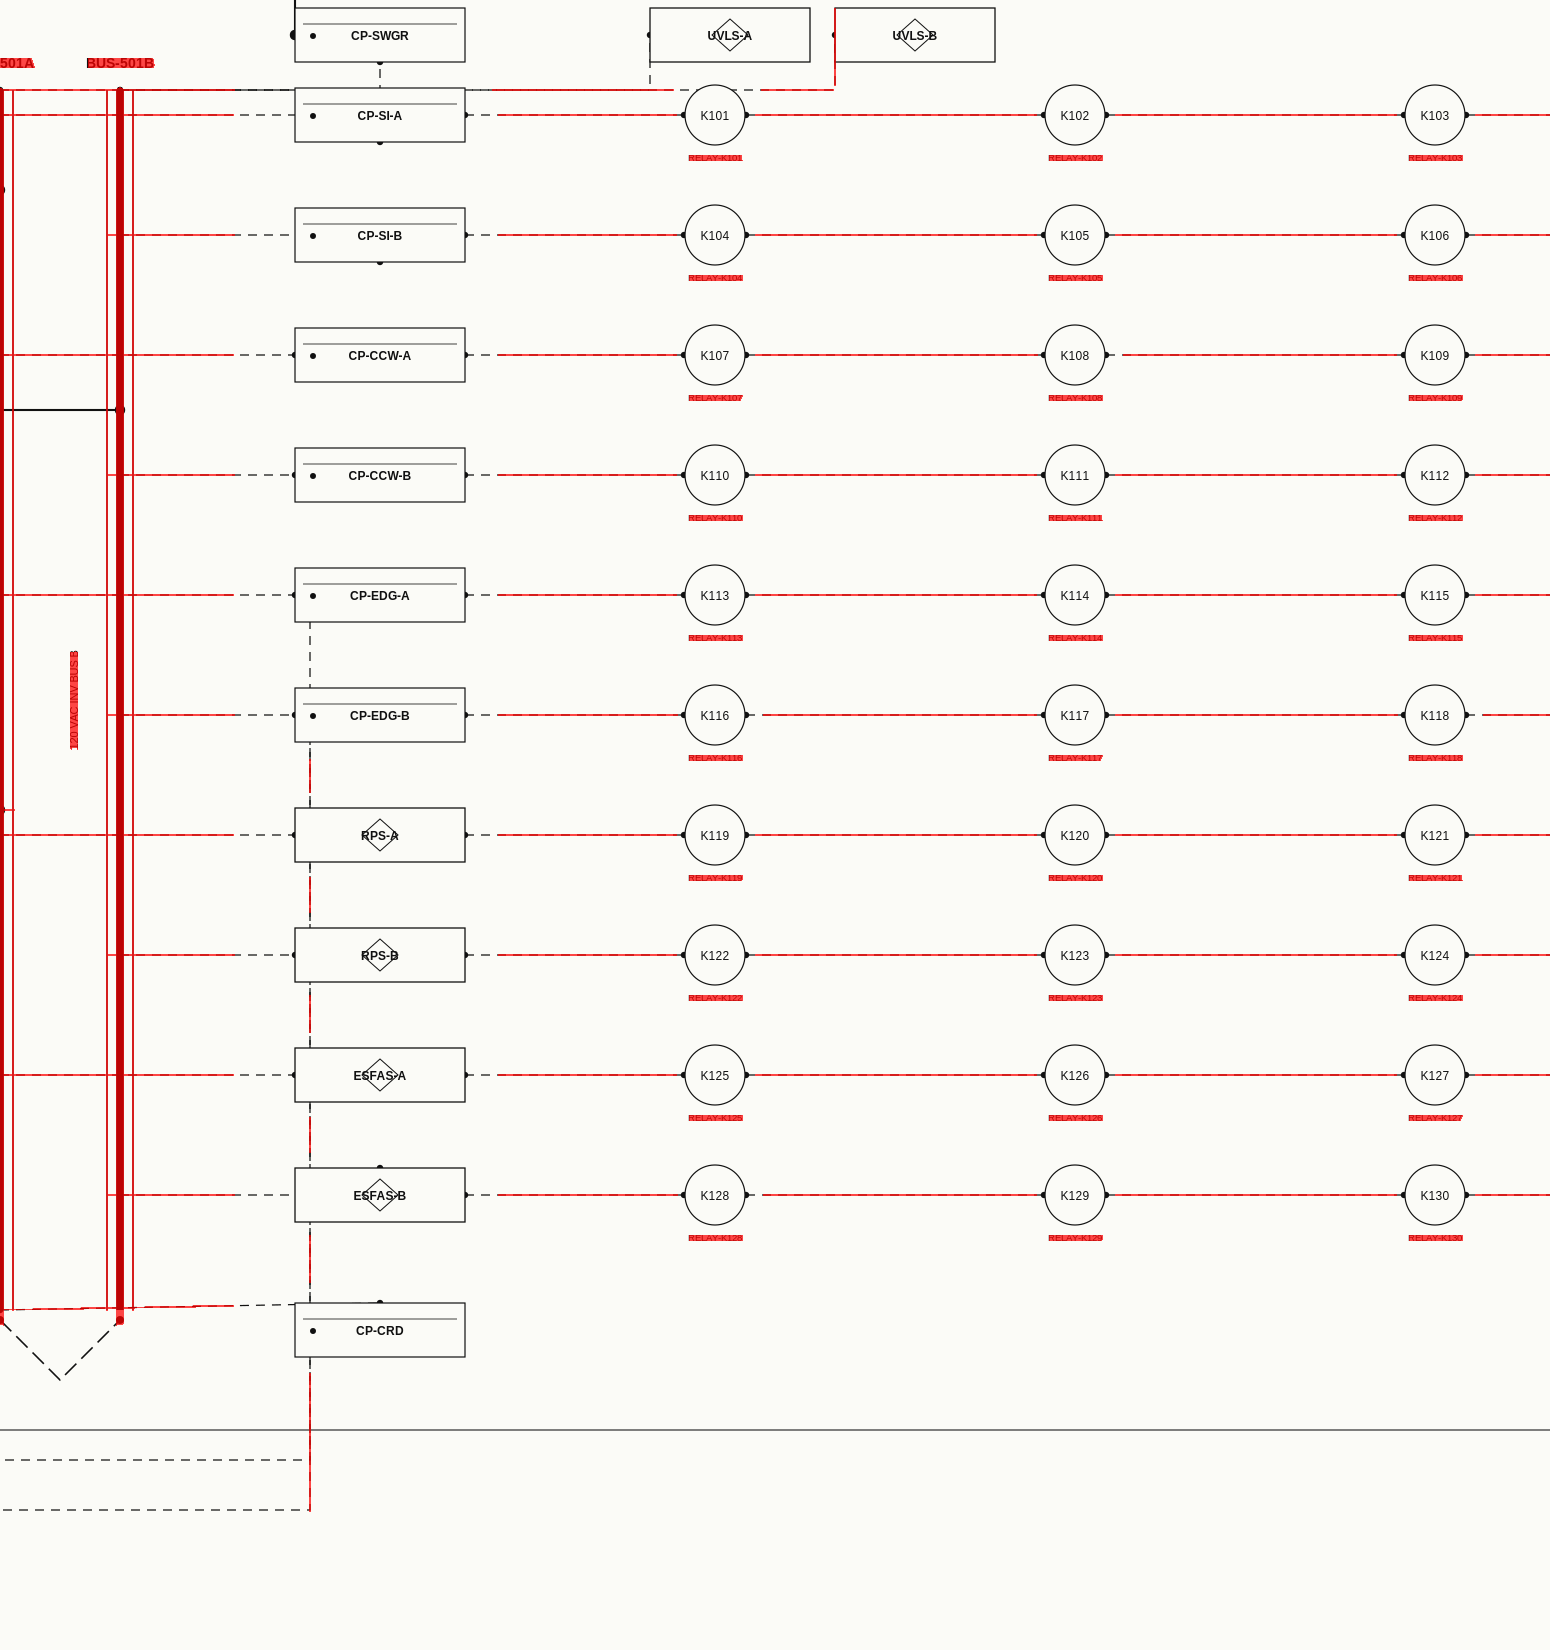 CP-SWGR
UVLS-A
UVLS-B
501A
BUS-501B
CP-SI-A
K101
K102
K103
RELAY-K101
RELAY-K102
RELAY-K103
CP-SI-B
K104
K105
K106
RELAY-K104
RELAY-K105
RELAY-K106
CP-CCW-A
K107
K108
K109
RELAY-K107
RELAY-K108
RELAY-K109
CP-CCW-B
K110
K111
K112
RELAY-K110
RELAY-K111
RELAY-K112
CP-EDG-A
K113
K114
K115
RELAY-K113
RELAY-K114
RELAY-K115
120 VAC INV BUS B
CP-EDG-B
K116
K117
K118
RELAY-K116
RELAY-K117
RELAY-K118
RPS-A
K119
K120
K121
RELAY-K119
RELAY-K120
RELAY-K121
RPS-B
K122
K123
K124
RELAY-K122
RELAY-K123
RELAY-K124
ESFAS-A
K125
K126
K127
RELAY-K125
RELAY-K126
RELAY-K127
ESFAS-B
K128
K129
K130
RELAY-K128
RELAY-K129
RELAY-K130
CP-CRD